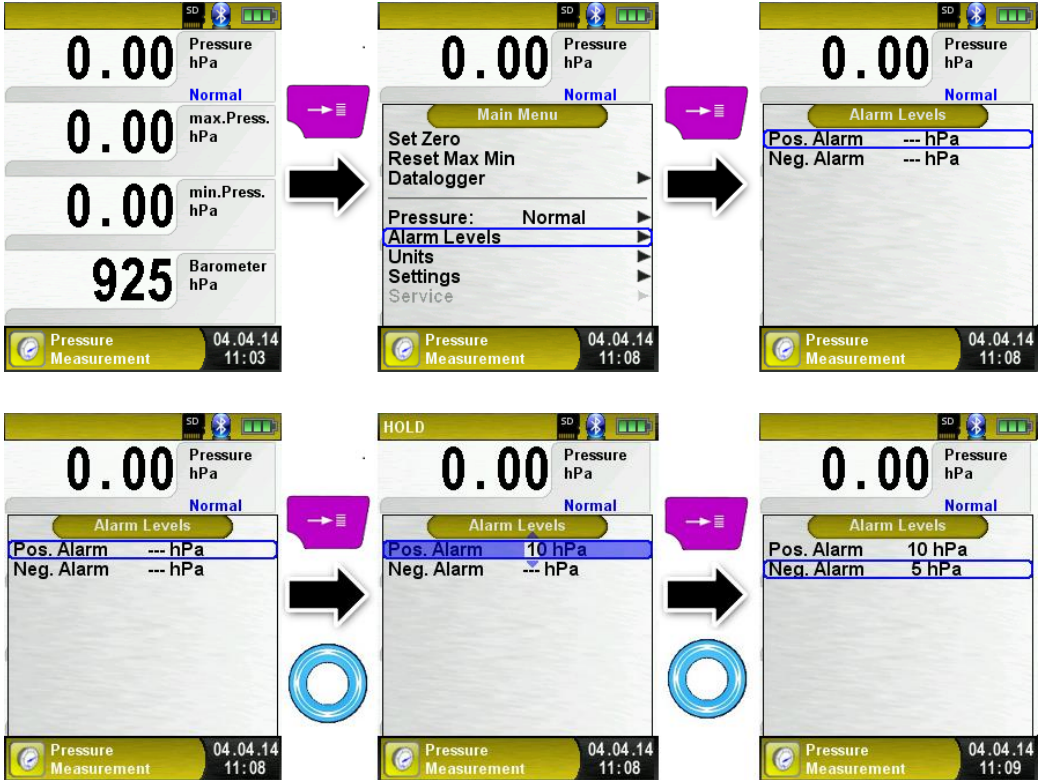 SD
0.00 Pressure
hPa
Normal
0.00 max.Press.
hPa
0.00 min.Press.
hPa
925 Barometer
hPa
Pressure 04.04.14
Measurement 11:03
SD
0.00 Pressure
hPa
Normal
Main Menu
Set Zero
Reset Max Min
Datalogger
Pressure: Normal
Alarm Levels
Units
Settings
Service
Pressure 04.04.14
Measurement 11:08
SD
0.00 Pressure
hPa
Normal
Alarm Levels
Pos. Alarm --- hPa
Neg. Alarm --- hPa
Pressure 04.04.14
Measurement 11:08
SD
0.00 Pressure
hPa
Normal
Alarm Levels
Pos. Alarm --- hPa
Neg. Alarm --- hPa
Pressure 04.04.14
Measurement 11:08
HOLD SD
0.00 Pressure
hPa
Normal
Alarm Levels
Pos. Alarm 10 hPa
Neg. Alarm --- hPa
Pressure 04.04.14
Measurement 11:08
SD
0.00 Pressure
hPa
Normal
Alarm Levels
Pos. Alarm 10 hPa
Neg. Alarm 5 hPa
Pressure 04.04.14
Measurement 11:09